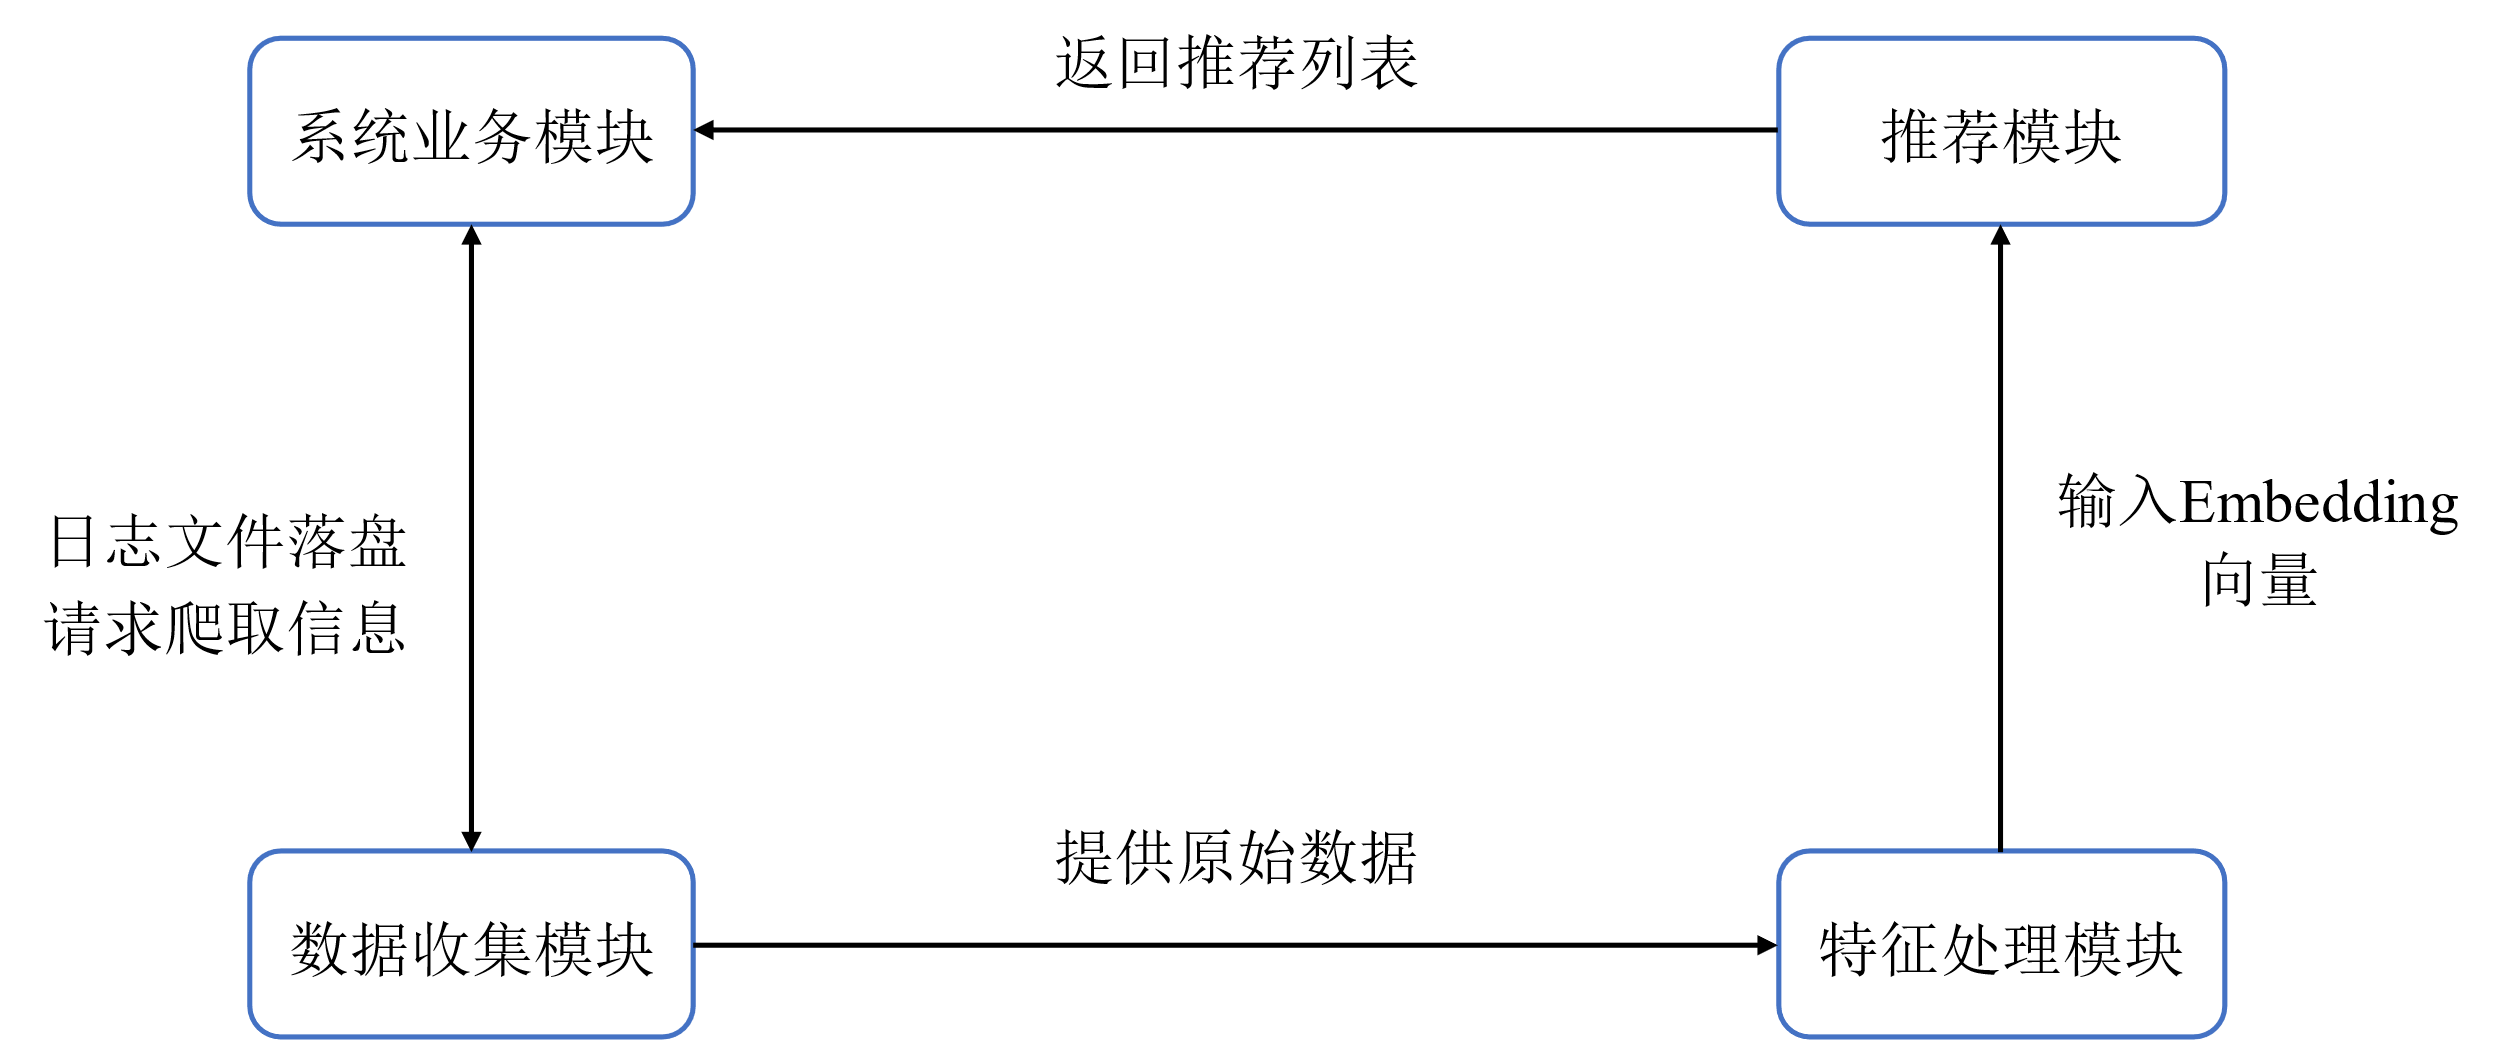 返回推荐列表
系统业务模块
推荐模块
日志文件落盘
请求爬取信息
输入Embedding
向量
提供原始数据
数据收集模块
特征处理模块